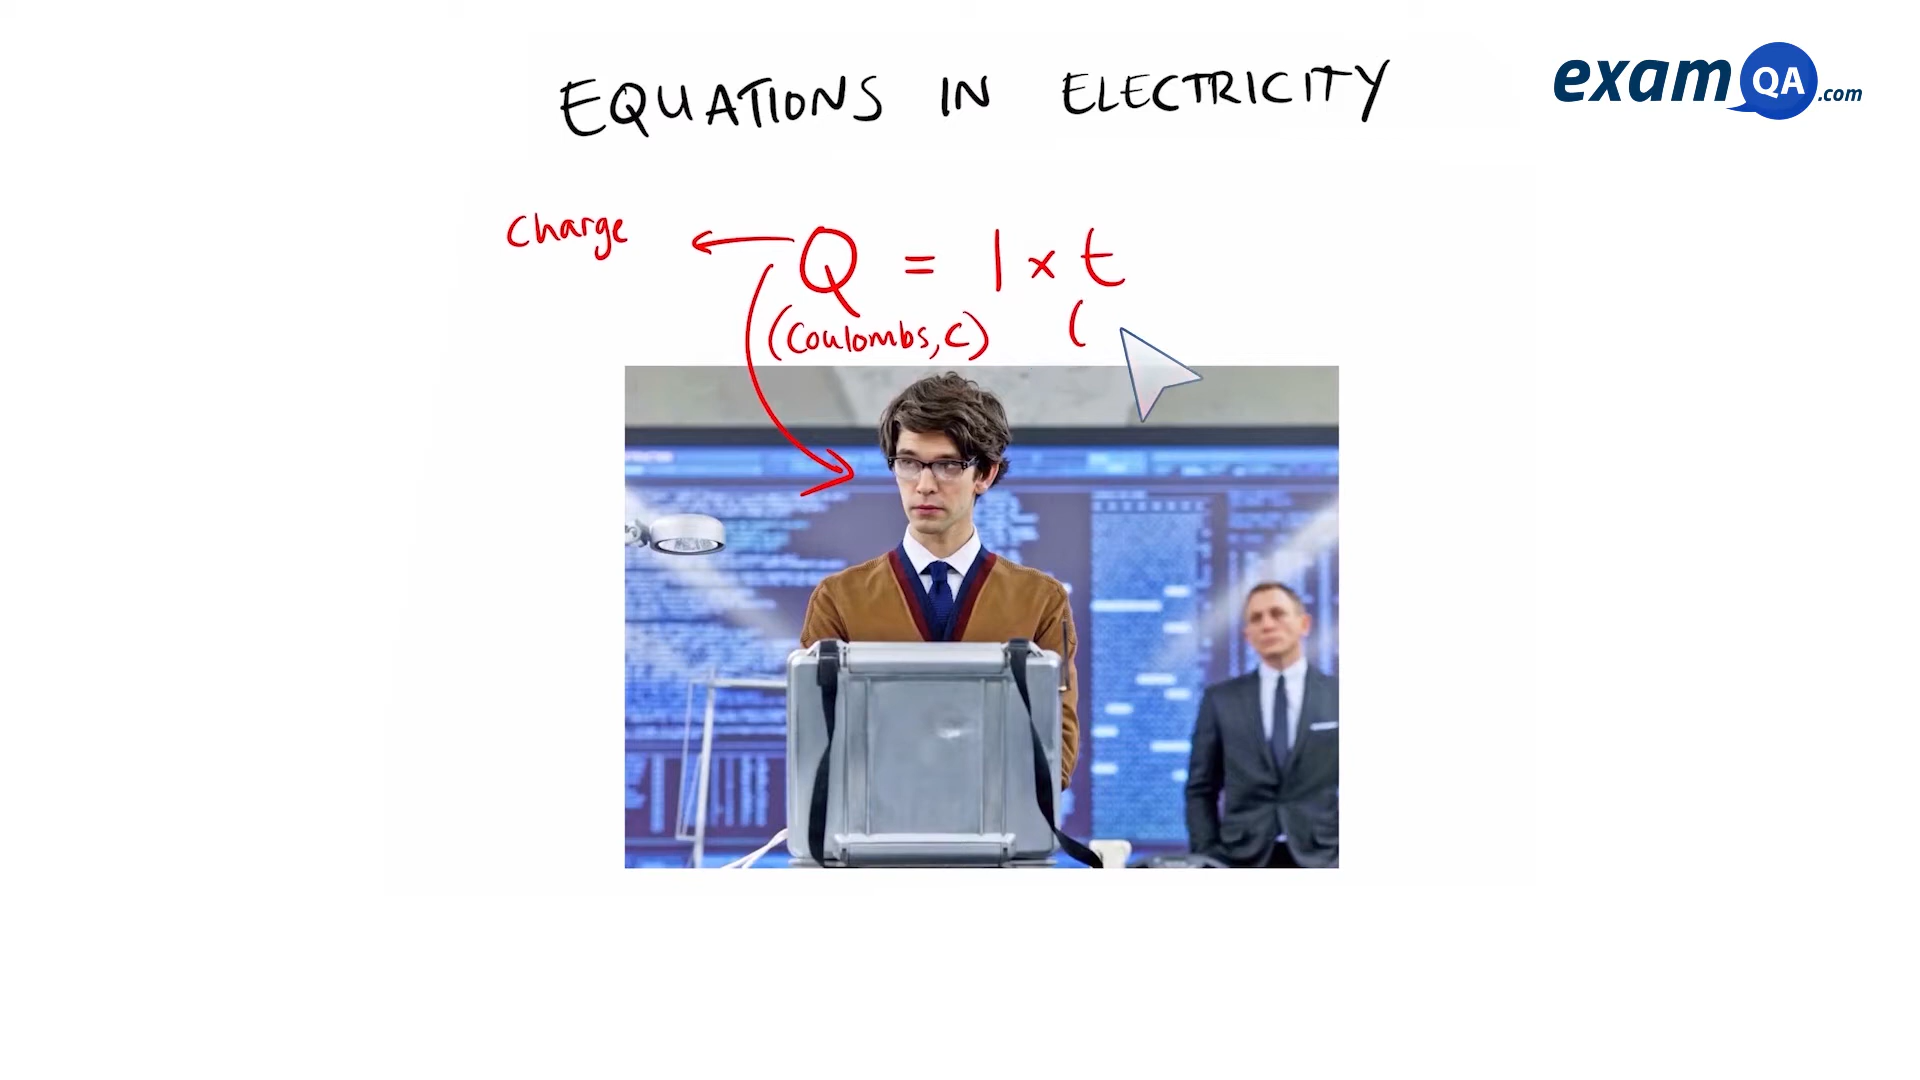 EQUATIONS IN ELECTRICITY
examQA.com
Charge
Q = I x t
(Coulombs, C)
(